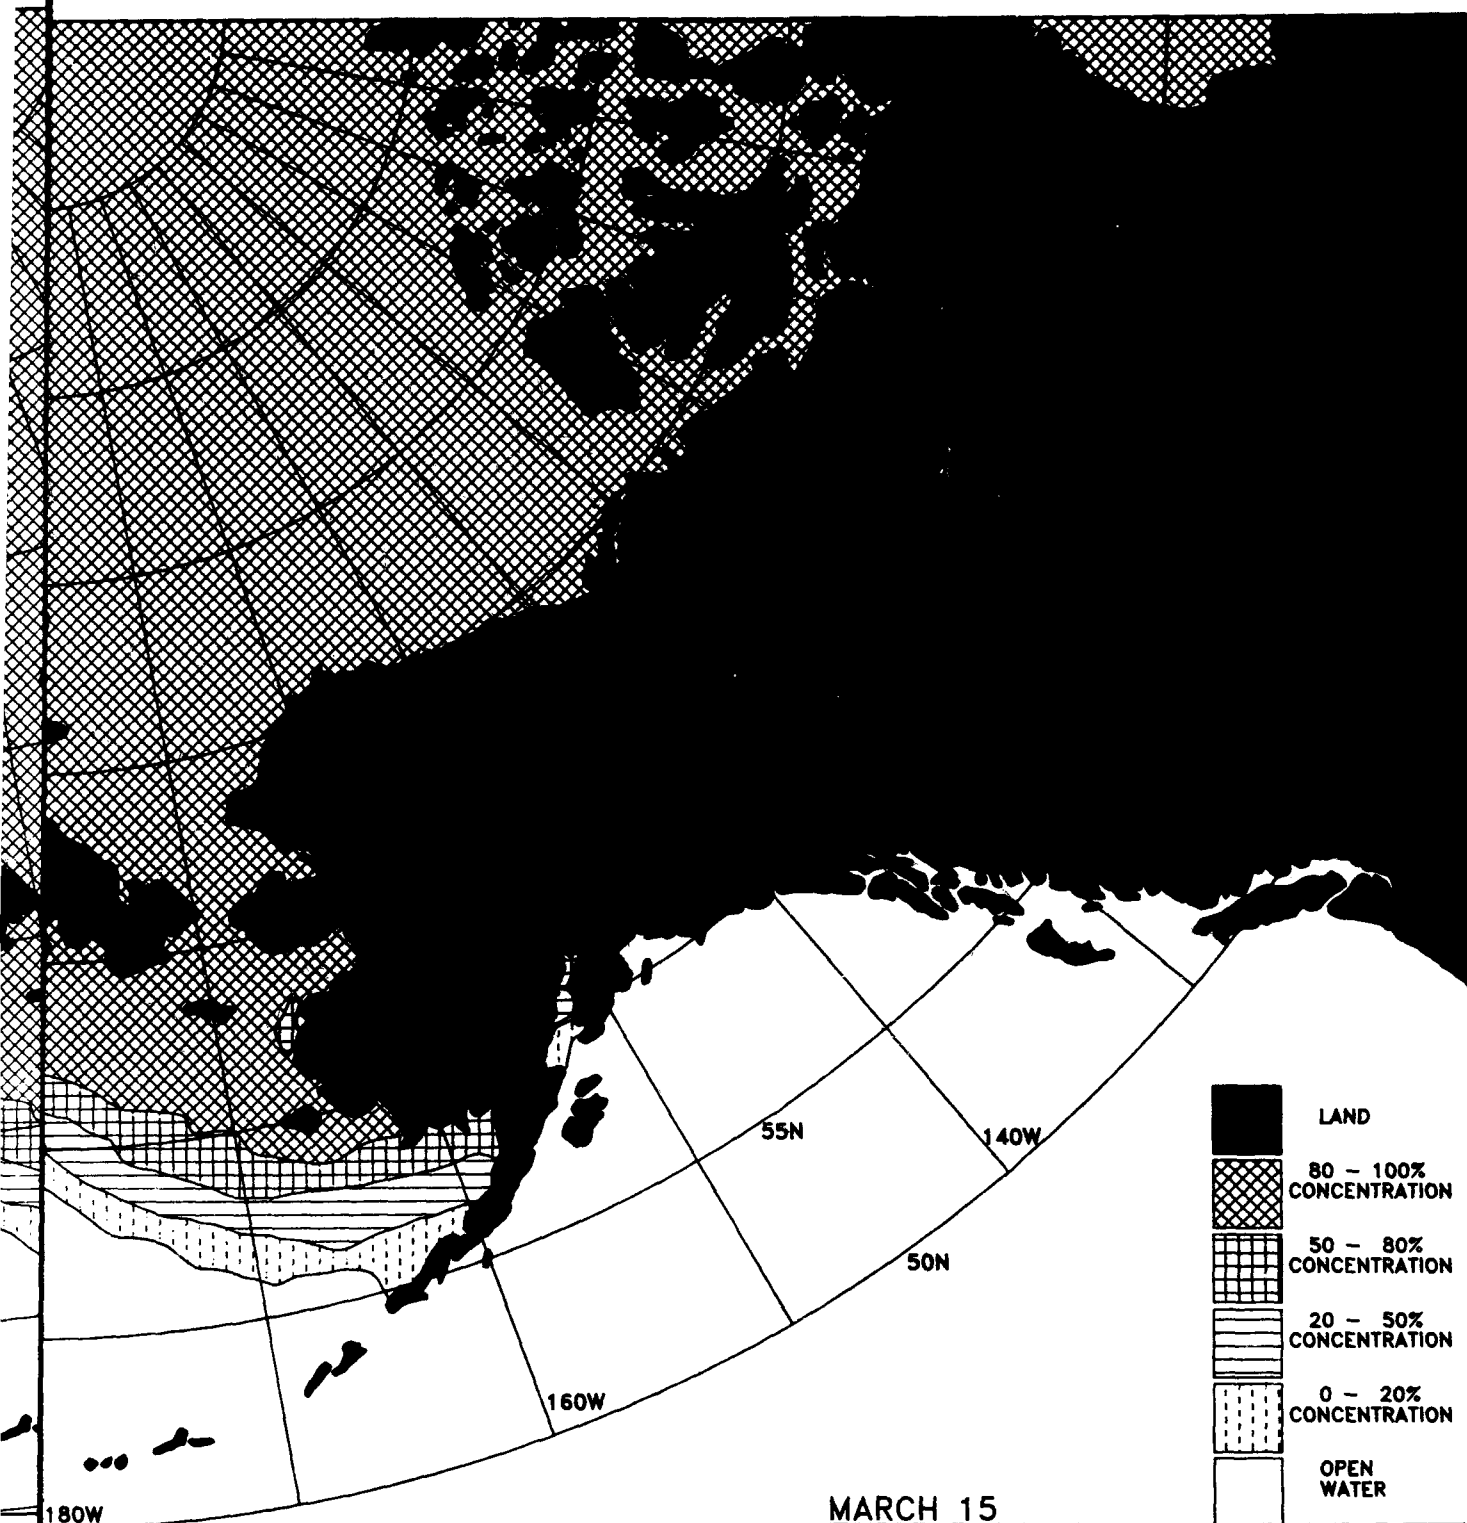 55N
140W
50N
160W
180W
LAND
80 - 100%
CONCENTRATION
50 - 80%
CONCENTRATION
20 - 50%
CONCENTRATION
0 - 20%
CONCENTRATION
OPEN
WATER
MARCH 15